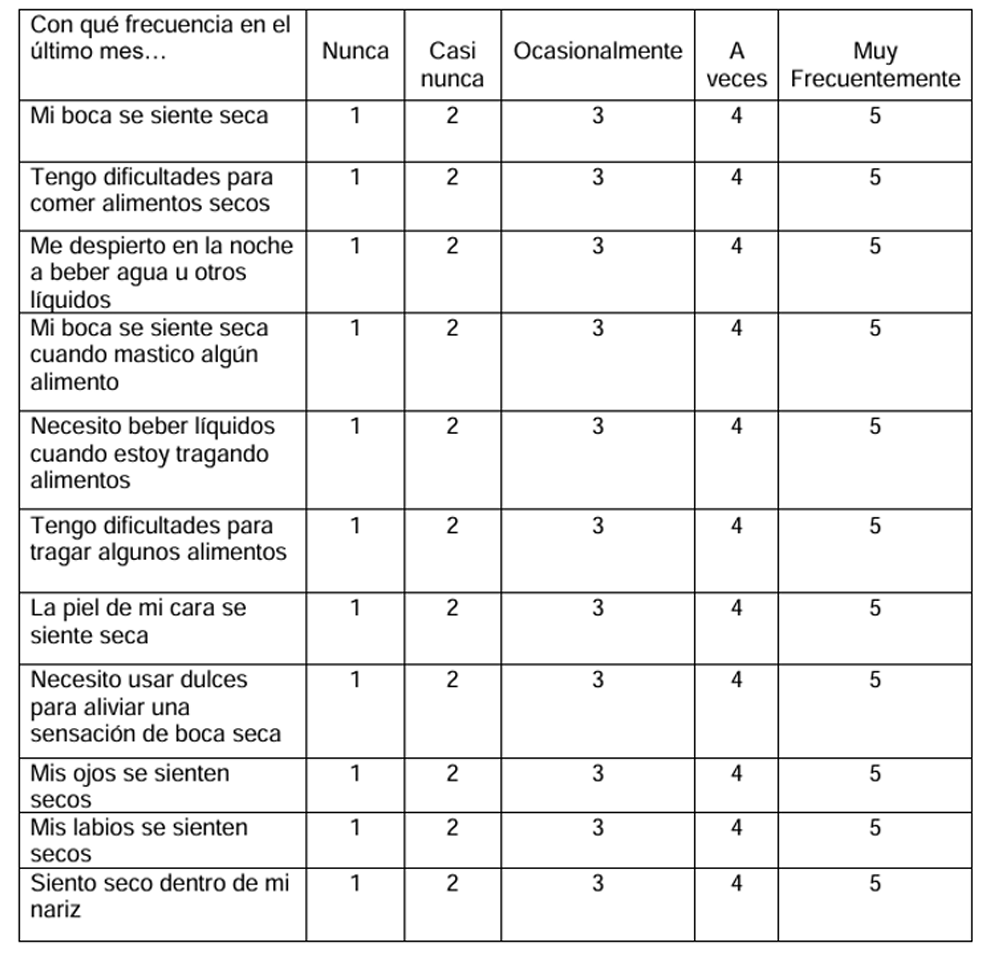 Con qué frecuencia en el
último mes…
Nunca
Casi
nunca
Ocasionalmente
A
veces
Muy
Frecuentemente
Mi boca se siente seca
1 2 3 4 5
Tengo dificultades para
comer alimentos secos
1 2 3 4 5
Me despierto en la noche
a beber agua u otros
líquidos
1 2 3 4 5
Mi boca se siente seca
cuando mastico algún
alimento
1 2 3 4 5
Necesito beber líquidos
cuando estoy tragando
alimentos
1 2 3 4 5
Tengo dificultades para
tragar algunos alimentos
1 2 3 4 5
La piel de mi cara se
siente seca
1 2 3 4 5
Necesito usar dulces
para aliviar una
sensación de boca seca
1 2 3 4 5
Mis ojos se sienten
secos
1 2 3 4 5
Mis labios se sienten
secos
1 2 3 4 5
Siento seco dentro de mi
nariz
1 2 3 4 5